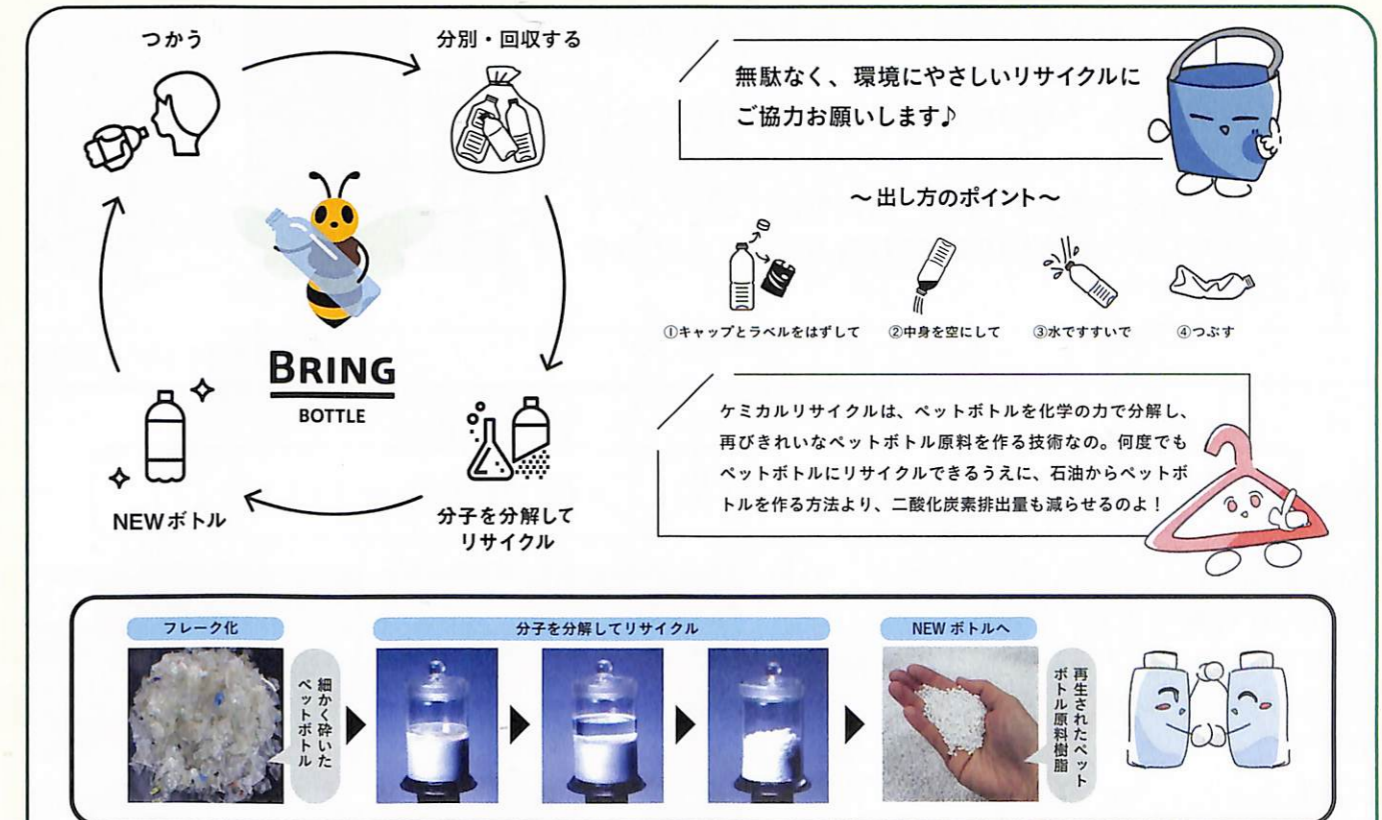 つかう
分別・回収する
BRING
BOTTLE
NEWボトル
分子を分解して
リサイクル
無駄なく、環境にやさしいリサイクルに
ご協力お願いします♪
～出し方のポイント～
①キャップとラベルをはずして
②中身を空にして
③水ですすいで
④つぶす
ケミカルリサイクルは、ペットボトルを化学の力で分解し、
再びきれいなペットボトル原料を作る技術なの。何度でも
ペットボトルにリサイクルできるうえに、石油からペットボ
トルを作る方法より、二酸化炭素排出量も減らせるのよ！
フレーク化
細かく砕いた
ペットボトル
分子を分解してリサイクル
NEW ボトルへ
再生されたペット
ボトル原料樹脂